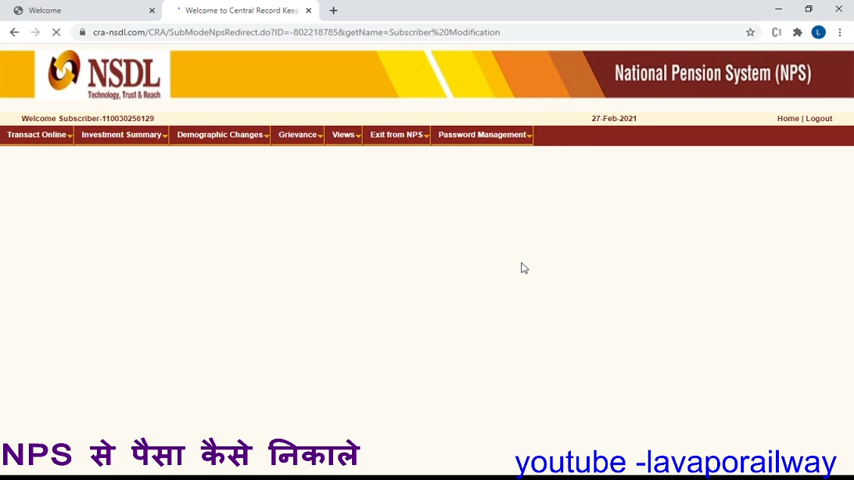 Welcome
Welcome to Central Record Keep
cra-nsdl.com/CRA/SubModeNpsRedirect.do?ID=-802218785&getName=Subscriber%20Modification
L
NSDL
Technology, Trust & Reach
National Pension System (NPS)
Welcome Subscriber-110030256129
27-Feb-2021
Home | Logout
Transact Online
Investment Summary
Demographic Changes
Grievance
Views
Exit from NPS
Password Management
NPS से पैसा कैसे निकाले
youtube -lavaporailway